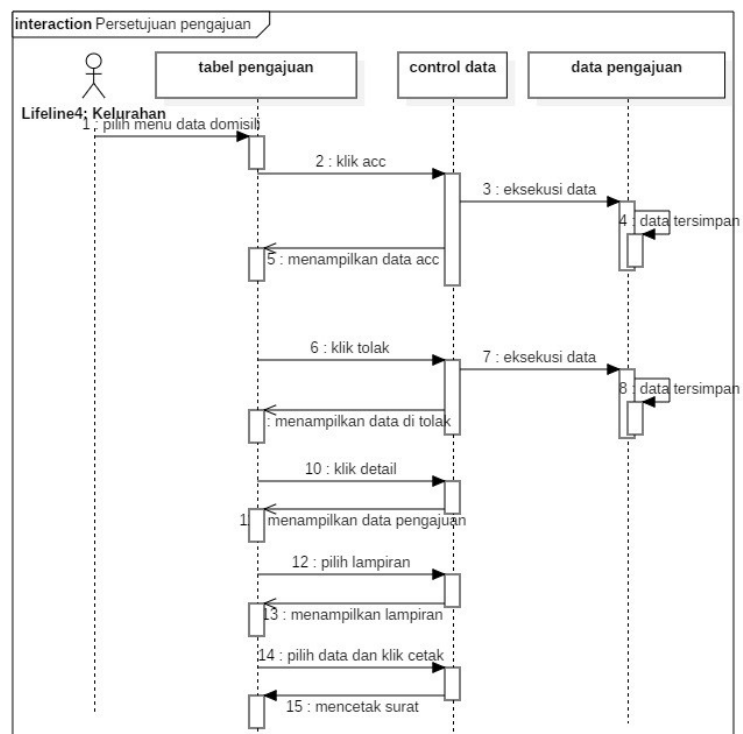 interaction Persetujuan pengajuan
tabel pengajuan
control data
data pengajuan
Lifeline4: Kelurahan
1 : pilih menu data domisili
2 : klik acc
3 : eksekusi data
4 : data tersimpan
5 : menampilkan data acc
6 : klik tolak
7 : eksekusi data
8 : data tersimpan
: menampilkan data di tolak
10 : klik detail
11 : menampilkan data pengajuan
12 : pilih lampiran
13 : menampilkan lampiran
14 : pilih data dan klik cetak
15 : mencetak surat